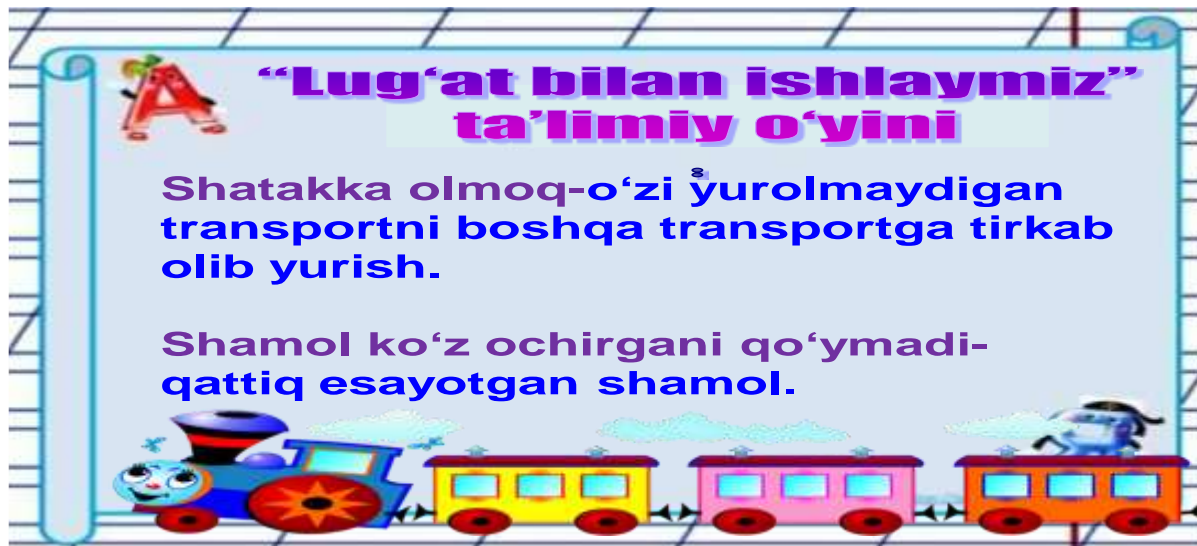 “Lug‘at bilan ishlaymiz”
ta’limiy o‘yini
Shatakka olmoq-o‘zi yurolmaydigan
transportni boshqa transportga tirkab
olib yurish.
Shamol ko‘z ochirgani qo‘ymadi-
qattiq esayotgan shamol.